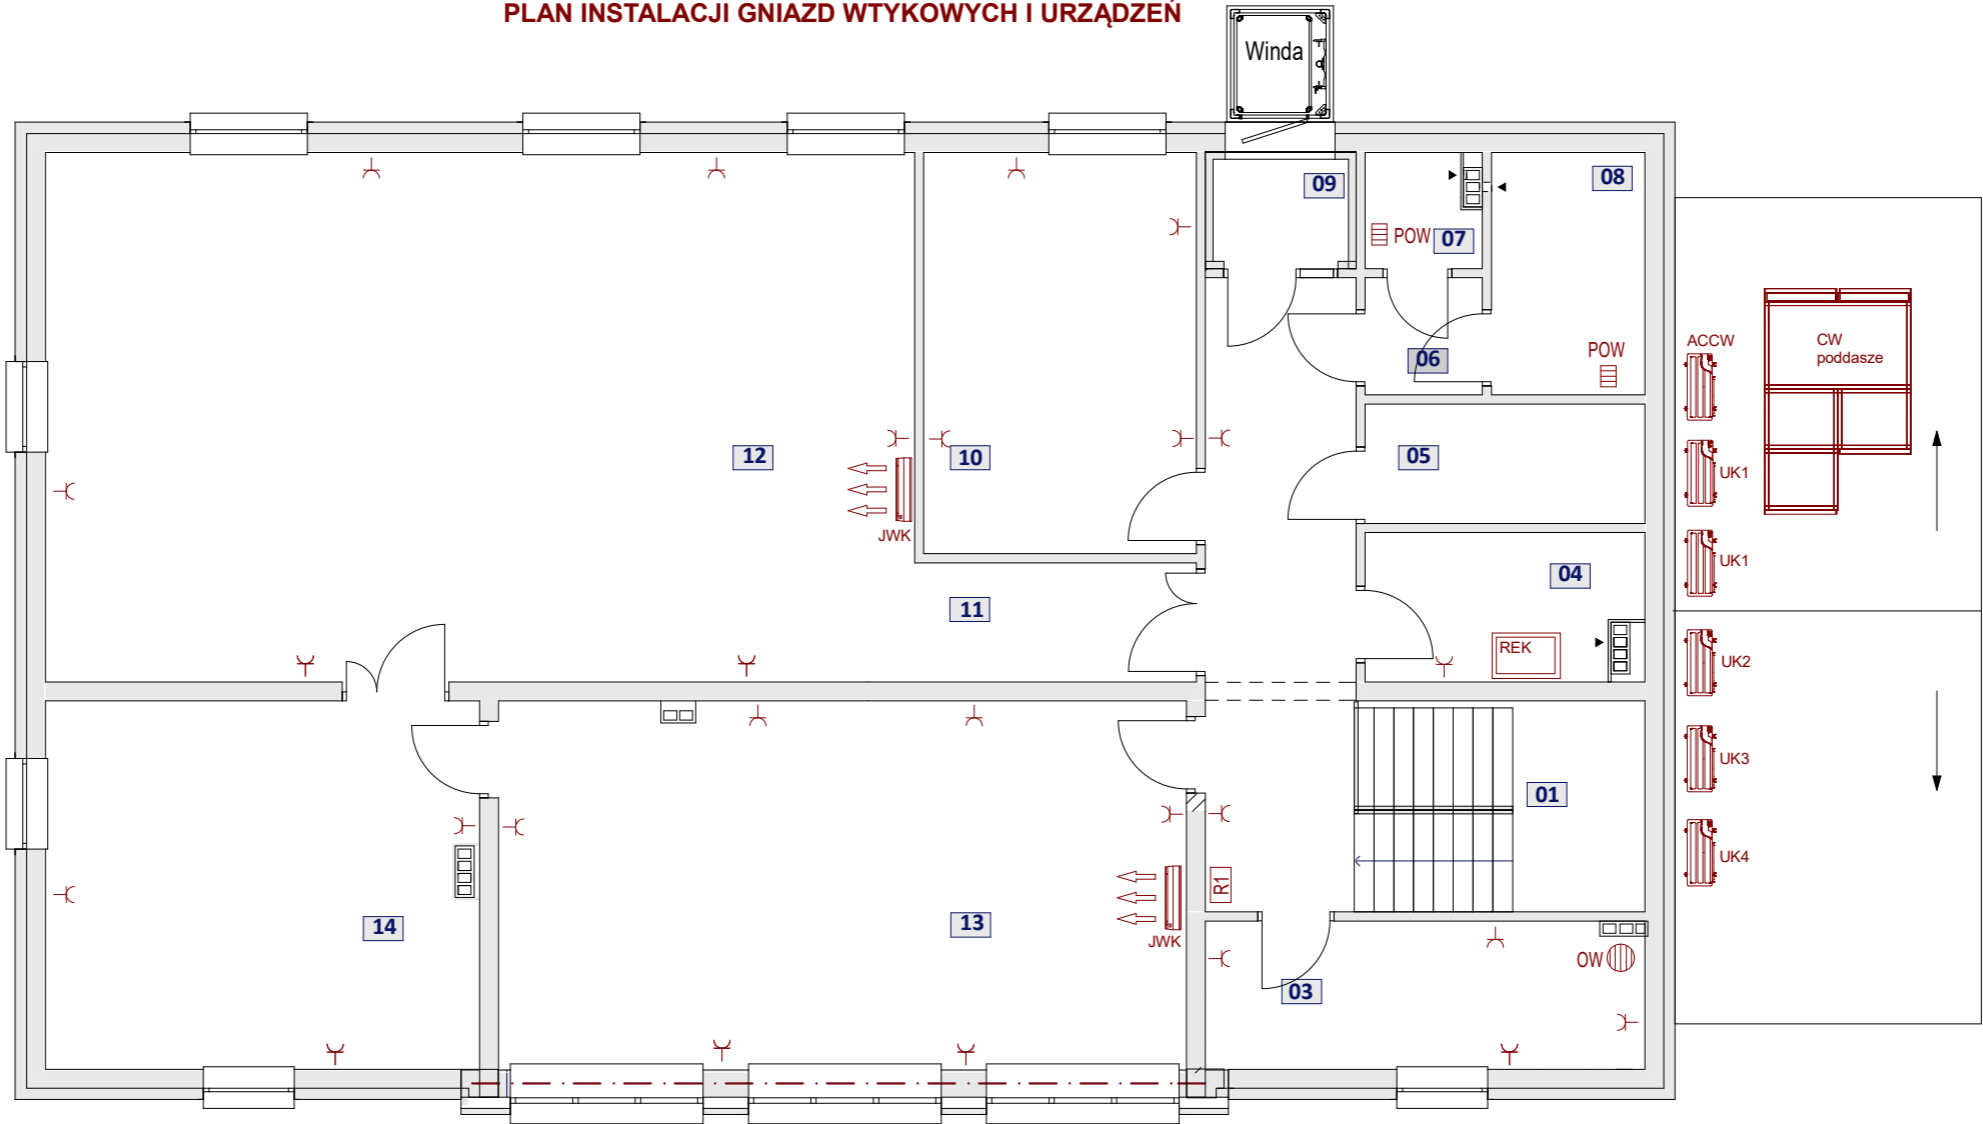 PLAN INSTALACJI GNIAZD WTYKOWYCH I URZĄDZEŃ
Winda
09
08
POW 07
ACCW
CW
poddasze
POW
06
12
10
05
UK1
JWK
UK1
04
11
REK
UK2
UK3
01
UK4
R1
14
13
JWK
OW
03